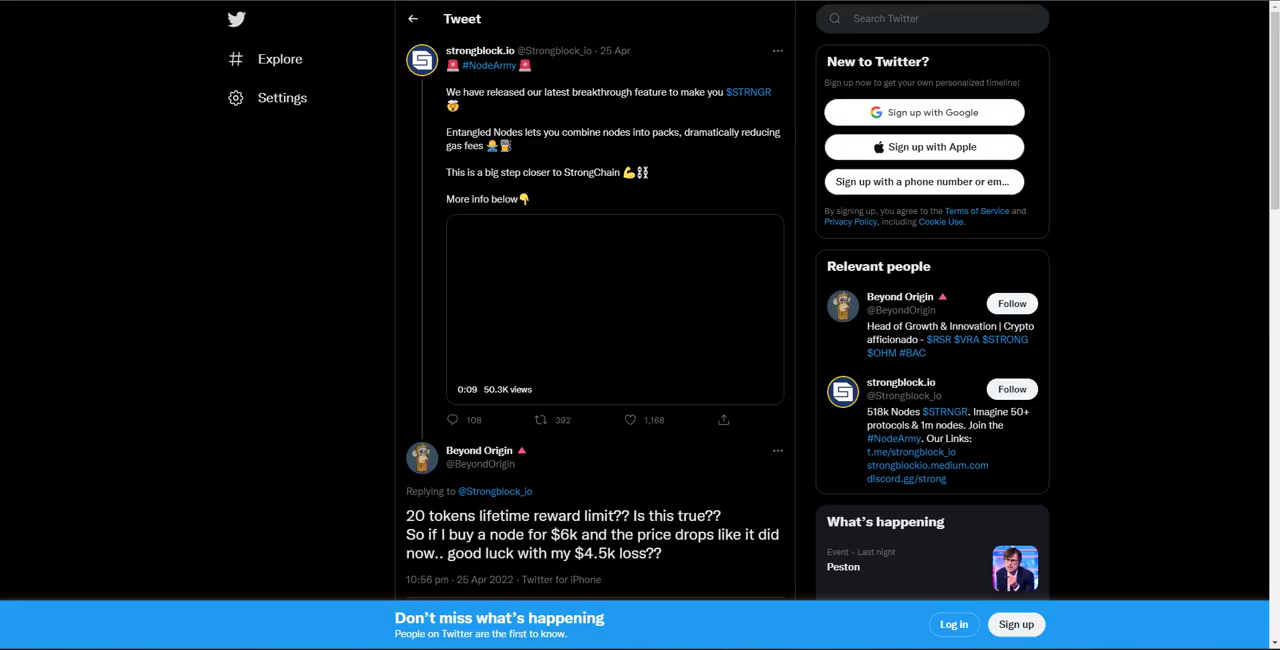 Explore
Settings
Tweet
strongblock.io @Strongblock_io · 25 Apr
🚨 #NodeArmy 🚨
We have released our latest breakthrough feature to make you $STRNGR
🤯
Entangled Nodes lets you combine nodes into packs, dramatically reducing
gas fees 🙅‍♂️⛽
This is a big step closer to StrongChain 💪⛓
More info below👇
0:09 50.3K views
108 392 1,168
Beyond Origin 🔺
@BeyondOrigin
Replying to @Strongblock_io
20 tokens lifetime reward limit?? Is this true??
So if I buy a node for $6k and the price drops like it did
now.. good luck with my $4.5k loss??
10:56 pm · 25 Apr 2022 · Twitter for iPhone
Search Twitter
New to Twitter?
Sign up now to get your own personalized timeline!
Sign up with Google
Sign up with Apple
Sign up with a phone number or em...
By signing up, you agree to the Terms of Service and
Privacy Policy, including Cookie Use.
Relevant people
Beyond Origin 🔺
@BeyondOrigin
Follow
Head of Growth & Innovation | Crypto
afficionado - $RSR $VRA $STRONG
$OHM #BAC
strongblock.io
@Strongblock_io
Follow
518k Nodes $STRNGR. Imagine 50+
protocols & 1m nodes. Join the
#NodeArmy. Our Links:
t.me/strongblock_io
strongblockio.medium.com
discord.gg/strong
What's happening
Event · Last night
Peston
Don't miss what's happening
People on Twitter are the first to know.
Log in
Sign up